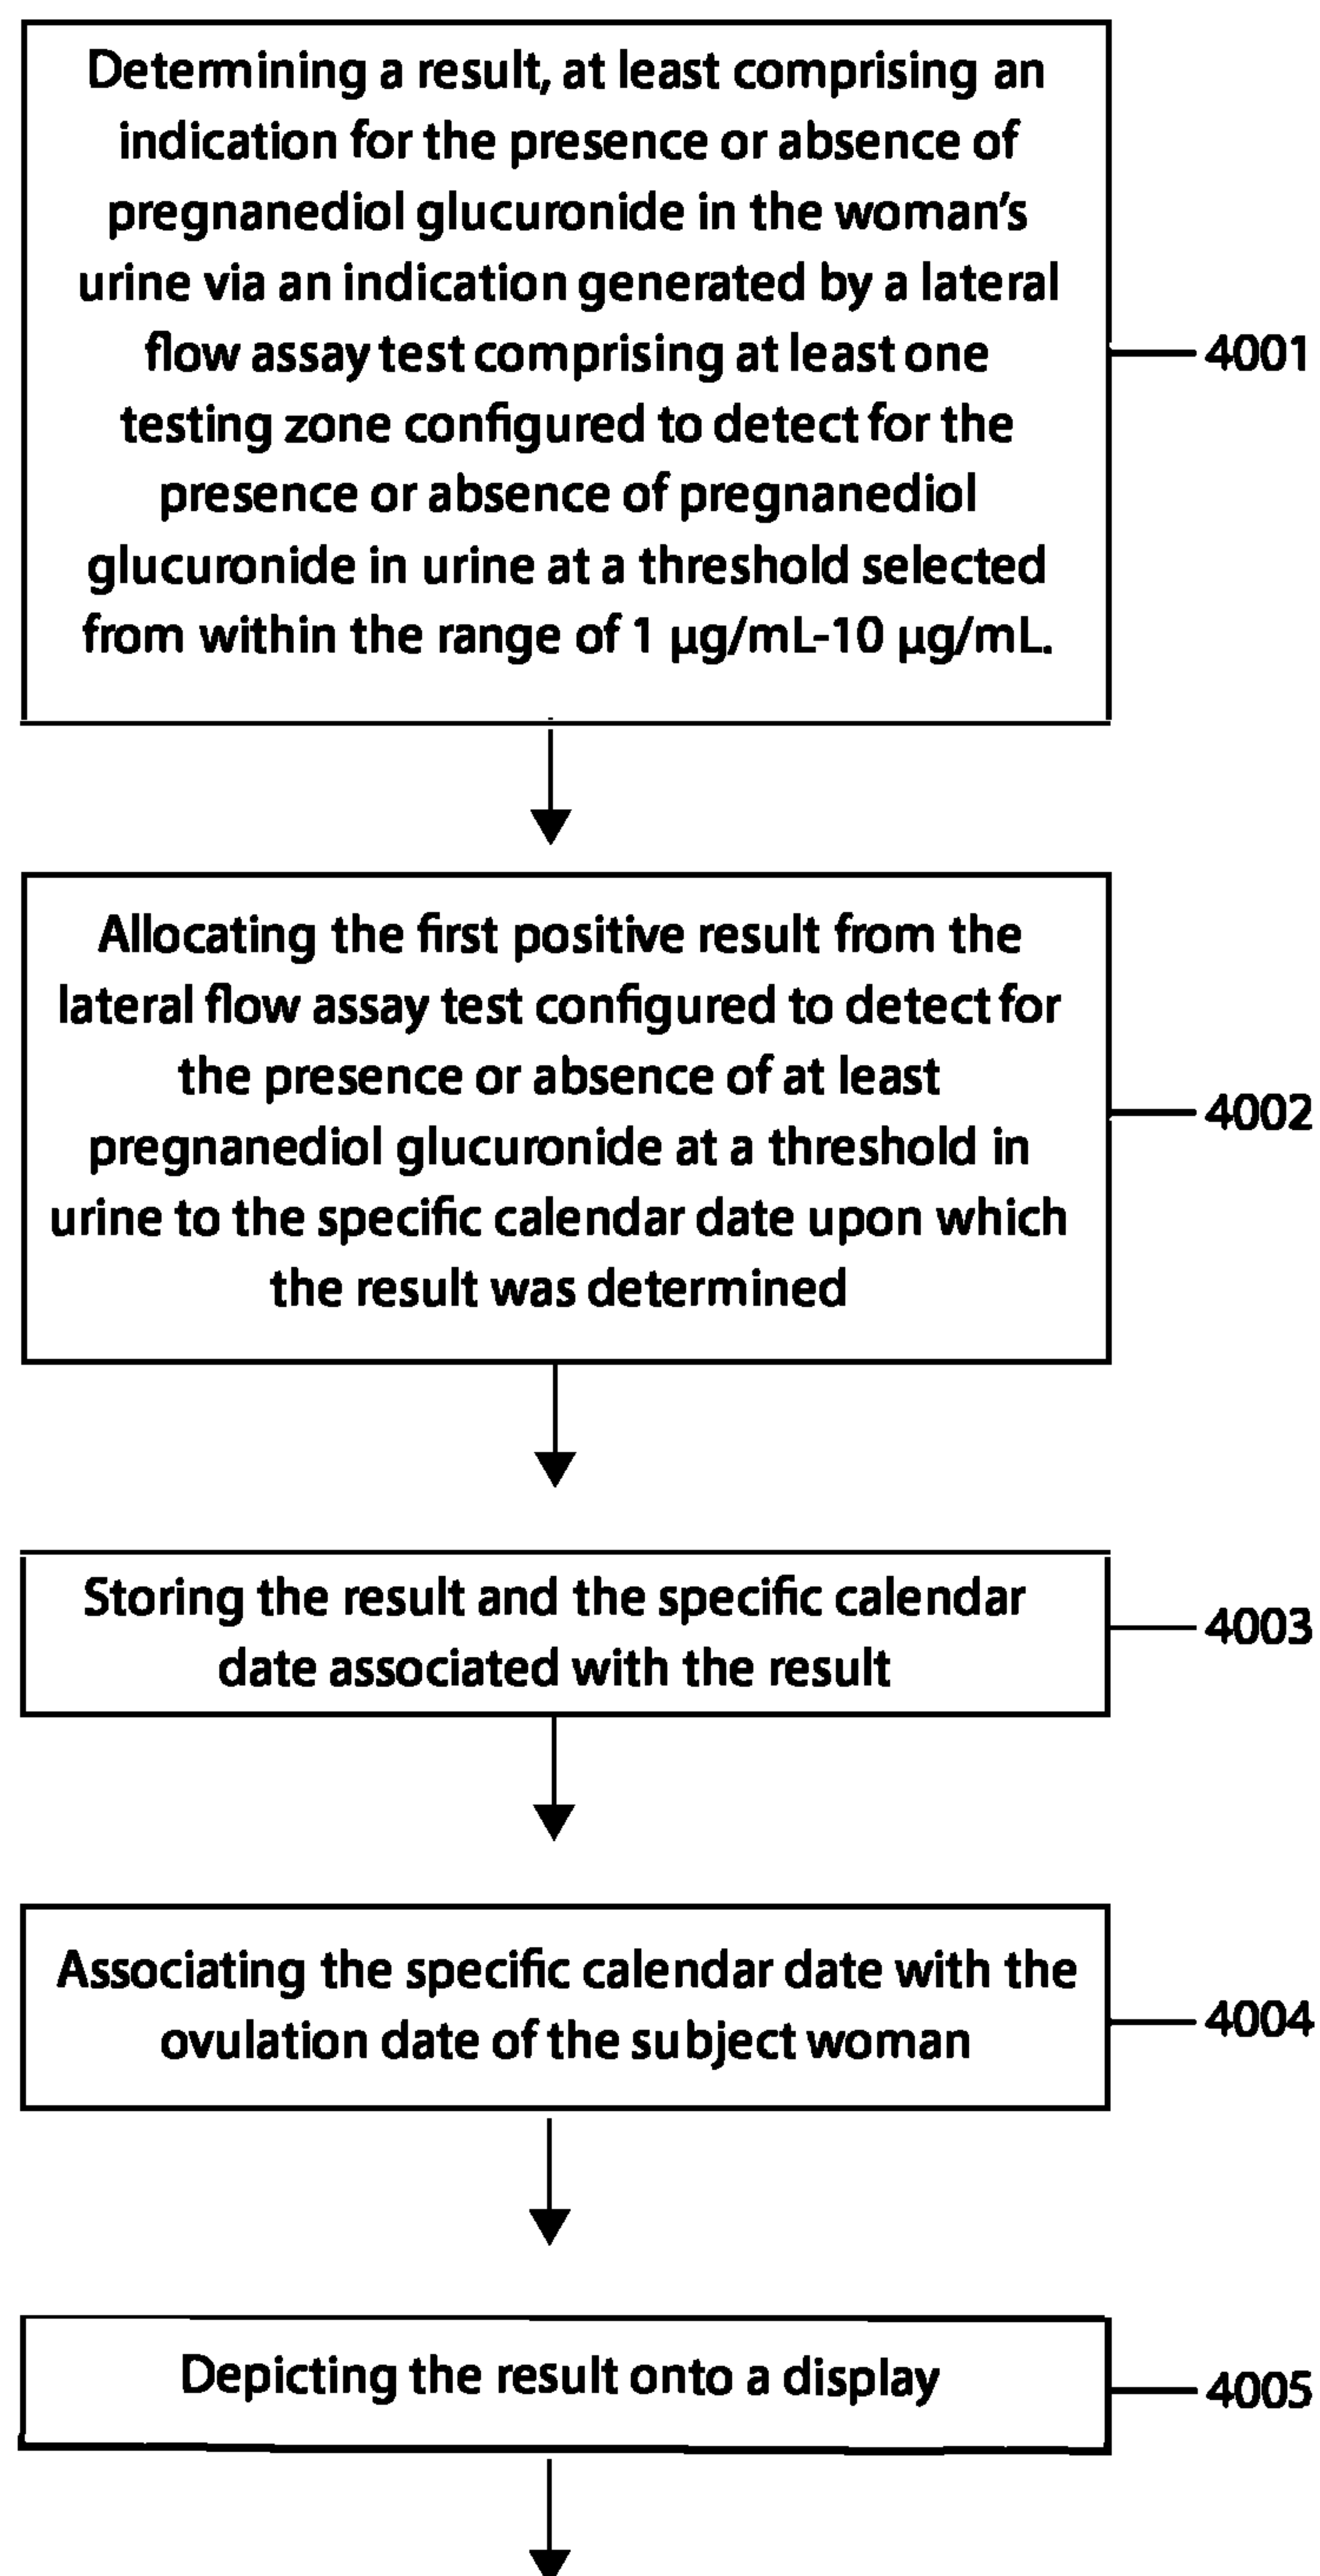 Determining a result, at least comprising an
indication for the presence or absence of
pregnanediol glucuronide in the woman’s
urine via an indication generated by a lateral
flow assay test comprising at least one
testing zone configured to detect for the
presence or absence of pregnanediol
glucuronide in urine at a threshold selected
from within the range of 1 µg/mL-10 µg/mL.
4001
Allocating the first positive result from the
lateral flow assay test configured to detect for
the presence or absence of at least
pregnanediol glucuronide at a threshold in
urine to the specific calendar date upon which
the result was determined
4002
Storing the result and the specific calendar
date associated with the result
4003
Associating the specific calendar date with the
ovulation date of the subject woman
4004
Depicting the result onto a display
4005